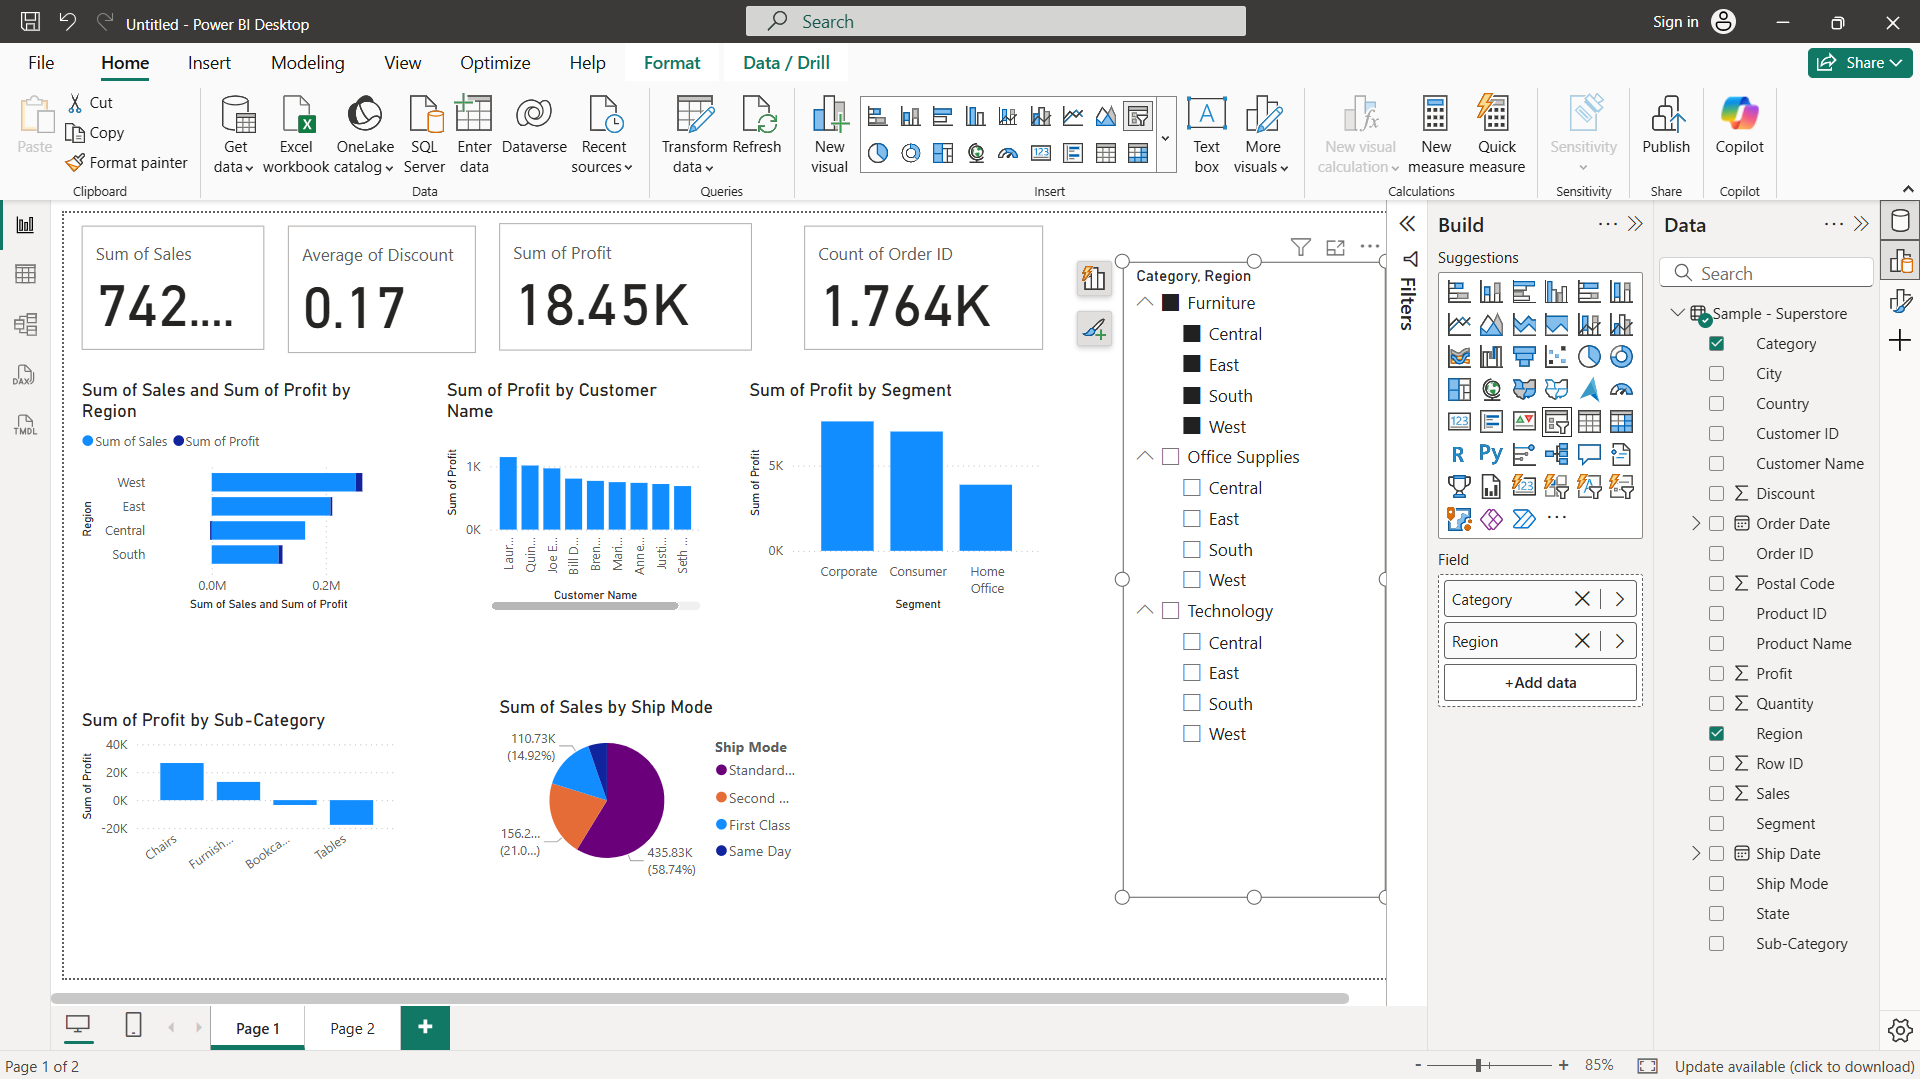 Untitled - Power BI Desktop
Search
Sign in
File
Home
Insert
Modeling
View
Optimize
Help
Format
Data / Drill
Share
Paste
Cut
Copy
Format painter
Clipboard
Get data
Excel workbook
OneLake catalog
SQL Server
Enter data
Dataverse
Recent sources
Data
Transform data
Refresh
Queries
New visual
Text box
More visuals
Insert
New visual calculation
New measure
Quick measure
Calculations
Sensitivity
Sensitivity
Publish
Share
Copilot
Copilot
DAX
TMDL
Sum of Sales
742....
Average of Discount
0.17
Sum of Profit
18.45K
Count of Order ID
1.764K
Sum of Sales and Sum of Profit by
Region
Sum of Sales
Sum of Profit
Region
West
East
Central
South
0.0M
0.2M
Sum of Sales and Sum of Profit
Sum of Profit by Customer
Name
Sum of Profit
1K
0K
Laur...
Quin...
Joe E...
Bill D...
Bren...
Mari...
Anne...
Justi...
Seth ...
Customer Name
Sum of Profit by Segment
Sum of Profit
5K
0K
Corporate
Consumer
Home
Office
Segment
Sum of Profit by Sub-Category
Sum of Profit
40K
20K
0K
-20K
Chairs
Furnish...
Bookca...
Tables
Sum of Sales by Ship Mode
110.73K
(14.92%)
156.2...
(21.0...)
435.83K
(58.74%)
Ship Mode
Standard...
Second ...
First Class
Same Day
Category, Region
Furniture
Central
East
South
West
Office Supplies
Central
East
South
West
Technology
Central
East
South
West
Filters
Build
Suggestions
123
R
Py
123
Field
Category
Region
+Add data
Data
Search
Sample - Superstore
Category
City
Country
Customer ID
Customer Name
Discount
Order Date
Order ID
Postal Code
Product ID
Product Name
Profit
Quantity
Region
Row ID
Sales
Segment
Ship Date
Ship Mode
State
Sub-Category
Page 1
Page 2
Page 1 of 2
85%
Update available (click to download)